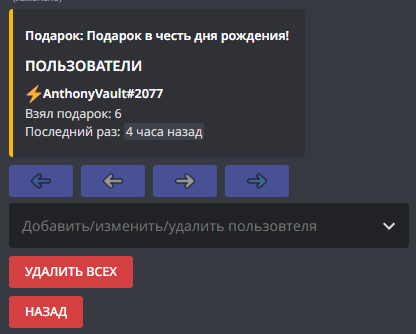 Подарок: Подарок в честь дня рождения!
ПОЛЬЗОВАТЕЛИ
⚡AnthonyVault#2077
Взял подарок: 6
Последний раз: 4 часа назад
Добавить/изменить/удалить пользовтеля
УДАЛИТЬ ВСЕХ
НАЗАД